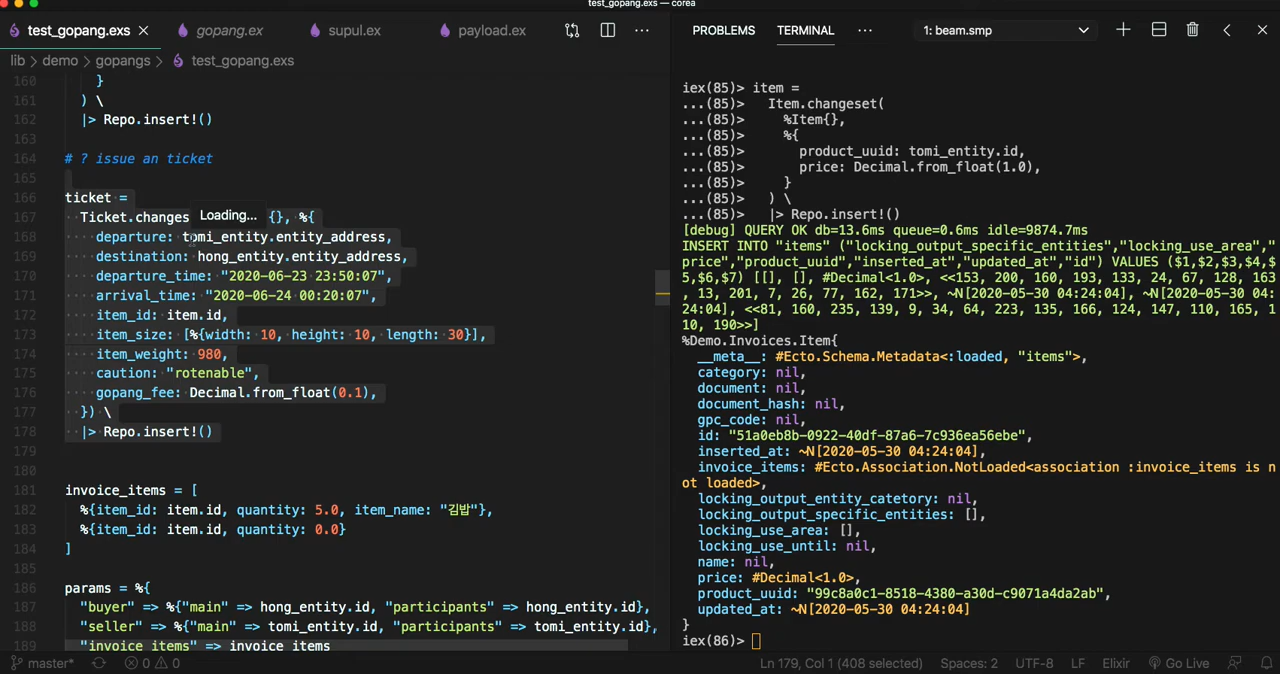 test_gopang.exs — corea
test_gopang.exs
gopang.ex
supul.ex
payload.ex
lib > demo > gopangs > test_gopang.exs
160 }
161 ) \
162 |> Repo.insert!()
163
164 # ? issue an ticket
165
166 ticket =
167 Ticket.changes Loading... {}, %{
168 departure: tomi_entity.entity_address,
169 destination: hong_entity.entity_address,
170 departure_time: "2020-06-23 23:50:07",
171 arrival_time: "2020-06-24 00:20:07",
172 item_id: item.id,
173 item_size: [%{width: 10, height: 10, length: 30}],
174 item_weight: 980,
175 caution: "rotenable",
176 gopang_fee: Decimal.from_float(0.1),
177 }) \
178 |> Repo.insert!()
179
180
181 invoice_items = [
182 %{item_id: item.id, quantity: 5.0, item_name: "김밥"},
183 %{item_id: item.id, quantity: 0.0}
184 ]
185
186 params = %{
187 "buyer" => %{"main" => hong_entity.id, "participants" => hong_entity.id},
188 "seller" => %{"main" => tomi_entity.id, "participants" => tomi_entity.id},
189 "invoice_items" => invoice_items
PROBLEMS TERMINAL ··· 1: beam.smp
iex(85)> item =
...(85)> Item.changeset(
...(85)> %Item{},
...(85)> %{
...(85)> product_uuid: tomi_entity.id,
...(85)> price: Decimal.from_float(1.0),
...(85)> }
...(85)> ) \
...(85)> |> Repo.insert!()
[debug] QUERY OK db=13.6ms queue=0.6ms idle=9874.7ms
INSERT INTO "items" ("locking_output_specific_entities","locking_use_area","
price","product_uuid","inserted_at","updated_at","id") VALUES ($1,$2,$3,$4,$
5,$6,$7) [[], [], #Decimal<1.0>, <<153, 200, 160, 193, 133, 24, 67, 128, 163
, 13, 201, 7, 26, 77, 162, 171>>, ~N[2020-05-30 04:24:04], ~N[2020-05-30 04:
24:04], <<81, 160, 235, 139, 9, 34, 64, 223, 135, 166, 124, 147, 110, 165, 1
10, 190>>]
%Demo.Invoices.Item{
__meta__: #Ecto.Schema.Metadata<:loaded, "items">,
category: nil,
document: nil,
document_hash: nil,
gpc_code: nil,
id: "51a0eb8b-0922-40df-87a6-7c936ea56ebe",
inserted_at: ~N[2020-05-30 04:24:04],
invoice_items: #Ecto.Association.NotLoaded<association :invoice_items is n
ot loaded>,
locking_output_entity_catetory: nil,
locking_output_specific_entities: [],
locking_use_area: [],
locking_use_until: nil,
name: nil,
price: #Decimal<1.0>,
product_uuid: "99c8a0c1-8518-4380-a30d-c9071a4da2ab",
updated_at: ~N[2020-05-30 04:24:04]
}
iex(86)>
master* 0 0 Ln 179, Col 1 (408 selected) Spaces: 2 UTF-8 LF Elixir Go Live